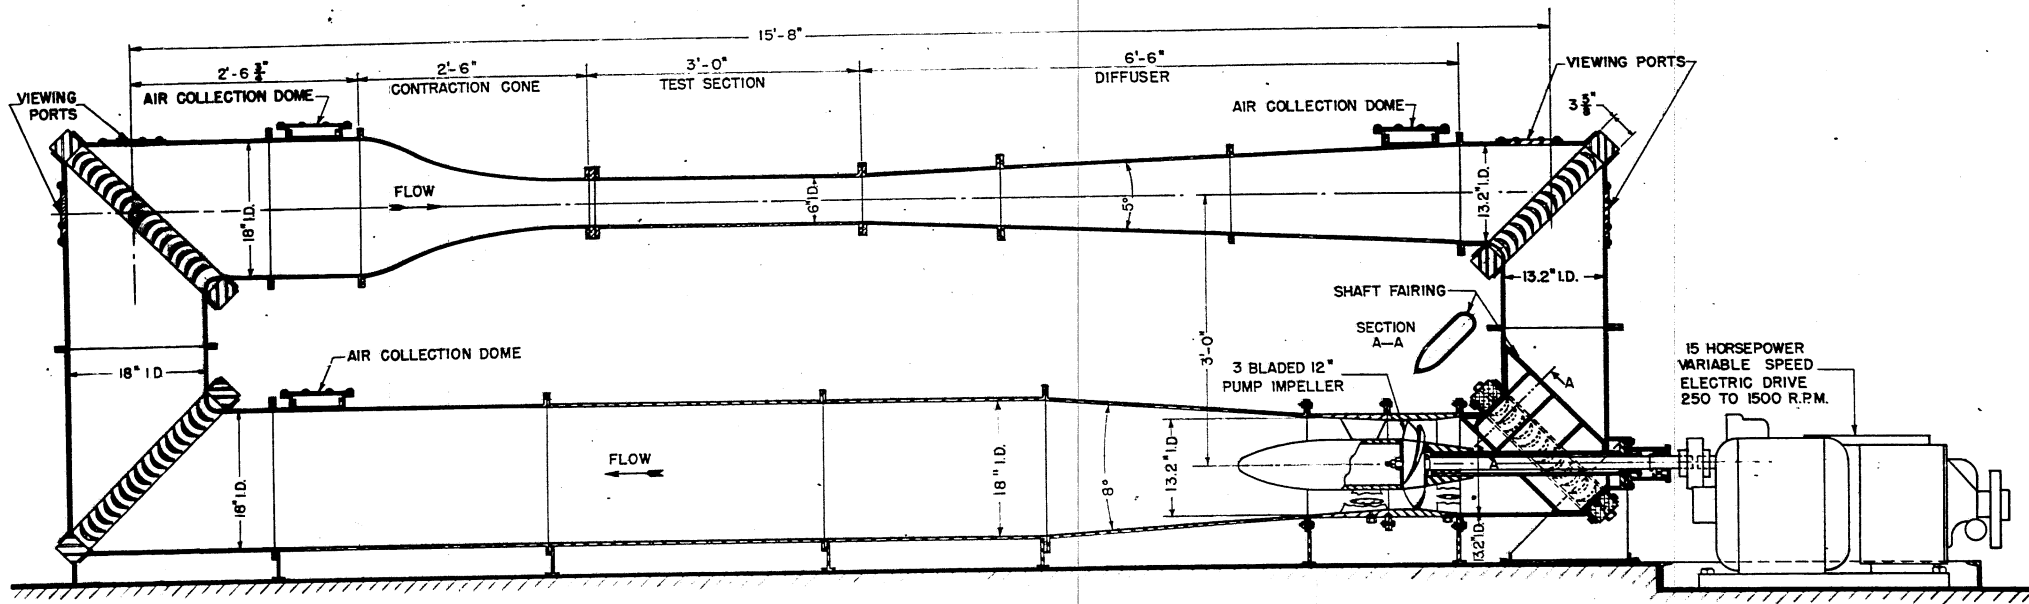 15'-8"
2'-6 3/4"
2'-6"
3'-0"
6'-6"
CONTRACTION CONE
TEST SECTION
DIFFUSER
VIEWING PORTS
VIEWING
PORTS
AIR COLLECTION DOME
AIR COLLECTION DOME
FLOW
18" I.D.
6" I.D.
5°
13.2" I.D.
13.2" I.D.
SHAFT FAIRING
SECTION
A—A
3'-0"
18" I.D.
AIR COLLECTION DOME
3 BLADED 12"
PUMP IMPELLER
A
15 HORSEPOWER
VARIABLE SPEED
ELECTRIC DRIVE
250 TO 1500 R.P.M.
18" I.D.
FLOW
18" I.D.
8°
13.2" I.D.
A
13.2" I.D.